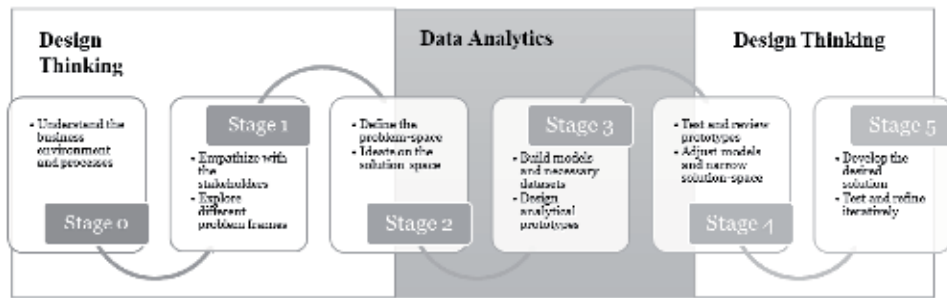 Design
Thinking
Data Analytics
Design Thinking
• Understand the
business
environment
and processes
Stage 0
Stage 1
• Empathize with
the
stakeholders
• Explore
different
problem frames
• Define the
problem-space
• Ideate on the
solution space
Stage 2
Stage 3
• Build models
and necessary
datasets
• Design
analytical
prototypes
• Test and review
prototypes
• Adjust models
and narrow
solution-space
Stage 4
Stage 5
• Develop the
desired
solution
• Test and refine
iteratively